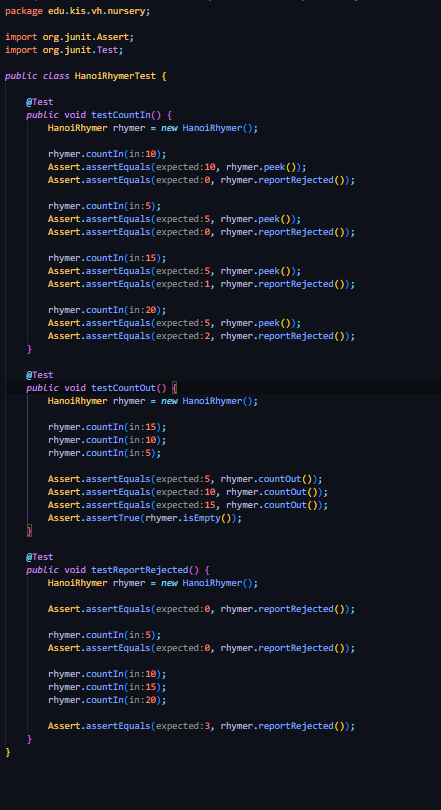 package edu.kis.vh.nursery;
import org.junit.Assert;
import org.junit.Test;
public class HanoiRhymerTest {
@Test
public void testCountIn() {
HanoiRhymer rhymer = new HanoiRhymer();
rhymer.countIn(in:10);
Assert.assertEquals(expected:10, rhymer.peek());
Assert.assertEquals(expected:0, rhymer.reportRejected());
rhymer.countIn(in:5);
Assert.assertEquals(expected:5, rhymer.peek());
Assert.assertEquals(expected:0, rhymer.reportRejected());
rhymer.countIn(in:15);
Assert.assertEquals(expected:5, rhymer.peek());
Assert.assertEquals(expected:1, rhymer.reportRejected());
rhymer.countIn(in:20);
Assert.assertEquals(expected:5, rhymer.peek());
Assert.assertEquals(expected:2, rhymer.reportRejected());
}
@Test
public void testCountOut() {
HanoiRhymer rhymer = new HanoiRhymer();
rhymer.countIn(in:15);
rhymer.countIn(in:10);
rhymer.countIn(in:5);
Assert.assertEquals(expected:5, rhymer.countOut());
Assert.assertEquals(expected:10, rhymer.countOut());
Assert.assertEquals(expected:15, rhymer.countOut());
Assert.assertTrue(rhymer.isEmpty());
}
@Test
public void testReportRejected() {
HanoiRhymer rhymer = new HanoiRhymer();
Assert.assertEquals(expected:0, rhymer.reportRejected());
rhymer.countIn(in:5);
Assert.assertEquals(expected:0, rhymer.reportRejected());
rhymer.countIn(in:10);
rhymer.countIn(in:15);
rhymer.countIn(in:20);
Assert.assertEquals(expected:3, rhymer.reportRejected());
}
}